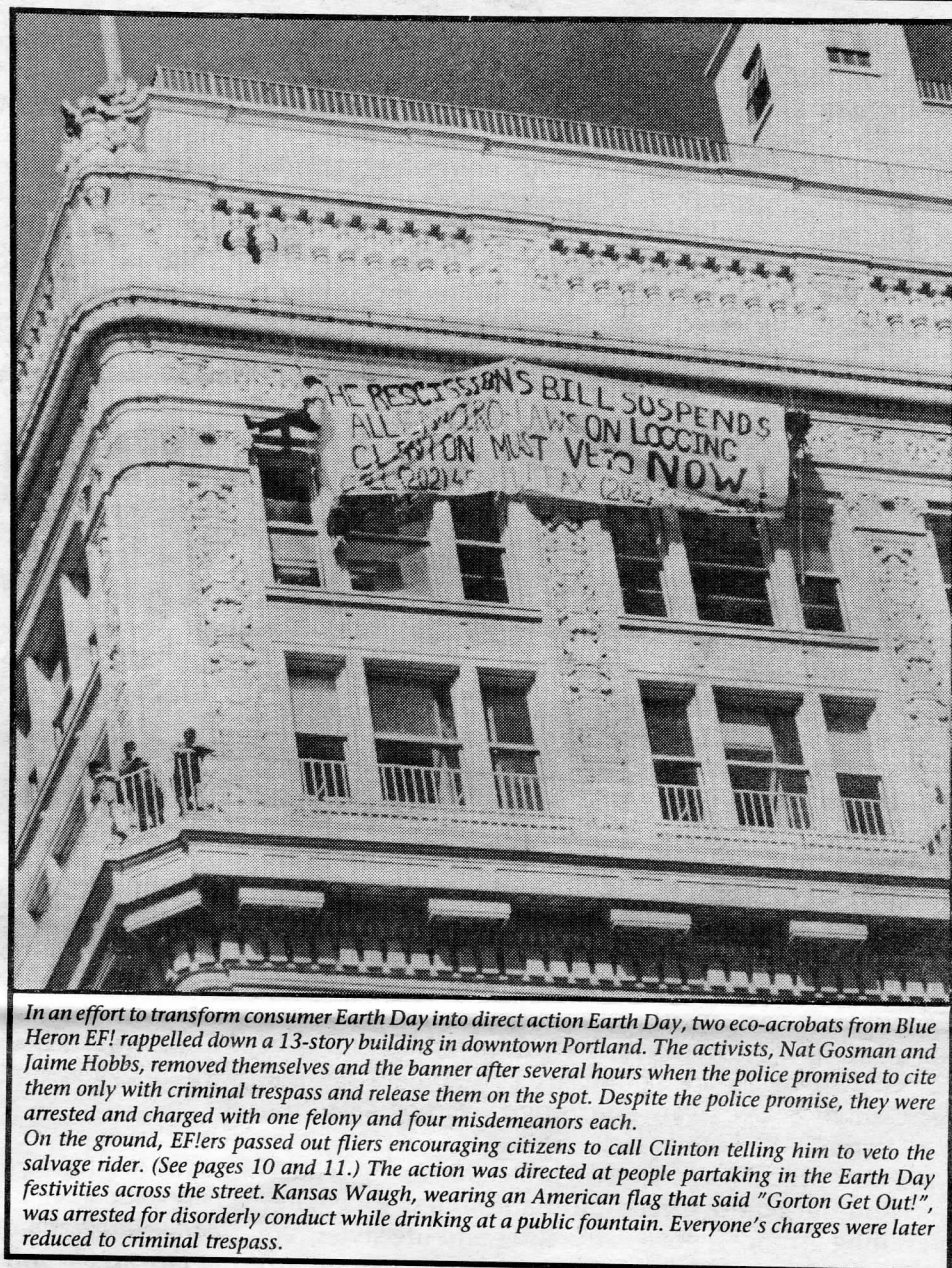 HE RESCISSIONS BILL SUSPENDS
ALL LAWS ON LOGGING
CLINTON MUST VETO NOW!
(202) FAX (202)
In an effort to transform consumer Earth Day into direct action Earth Day, two eco-acrobats from Blue
Heron EF! rappelled down a 13-story building in downtown Portland. The activists, Nat Gosman and
Jaime Hobbs, removed themselves and the banner after several hours when the police promised to cite
them only with criminal trespass and release them on the spot. Despite the police promise, they were
arrested and charged with one felony and four misdemeanors each.
On the ground, EF!ers passed out fliers encouraging citizens to call Clinton telling him to veto the
salvage rider. (See pages 10 and 11.) The action was directed at people partaking in the Earth Day
festivities across the street. Kansas Waugh, wearing an American flag that said "Gorton Get Out!",
was arrested for disorderly conduct while drinking at a public fountain. Everyone's charges were later
reduced to criminal trespass.